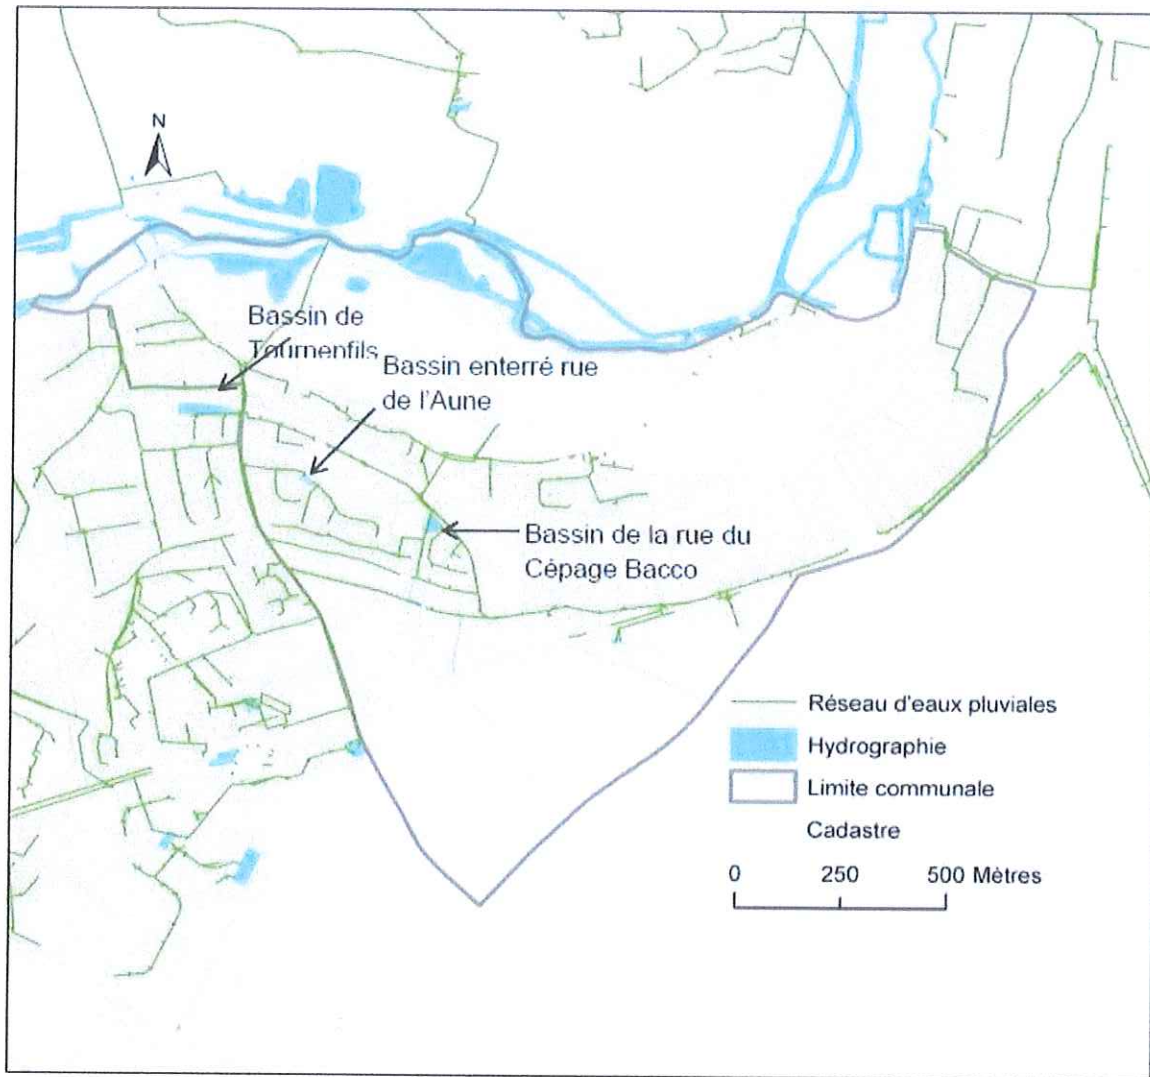 N
Bassin de
Tournenfils
Bassin enterré rue
de l'Aune
Bassin de la rue du
Cépage Bacco
Réseau d'eaux pluviales
Hydrographie
Limite communale
Cadastre
0 250 500 Mètres